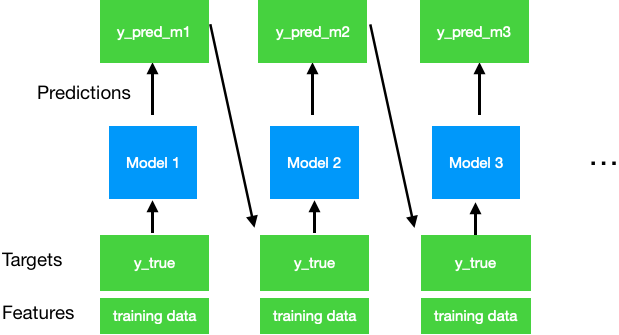 y_pred_m1 y_pred_m2 y_pred_m3
Predictions
Model 1 Model 2 Model 3 ...
Targets y_true y_true y_true
Features training data training data training data